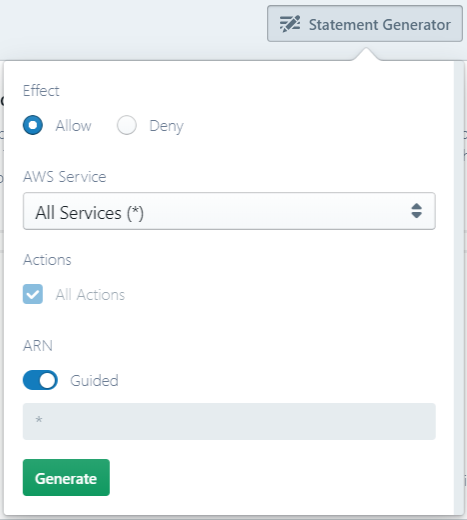 Statement Generator
Effect
Allow Deny
AWS Service
All Services (*)
Actions
All Actions
ARN
Guided
*
Generate